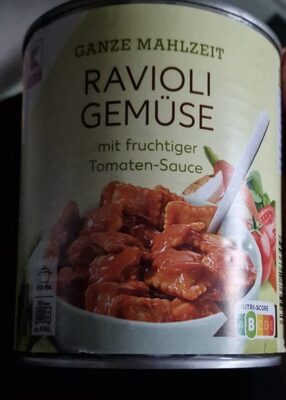 GANZE MAHLZEIT
RAVIOLI
GEMÜSE
mit fruchtiger
Tomaten-Sauce
NUTRI-SCORE
B C D E